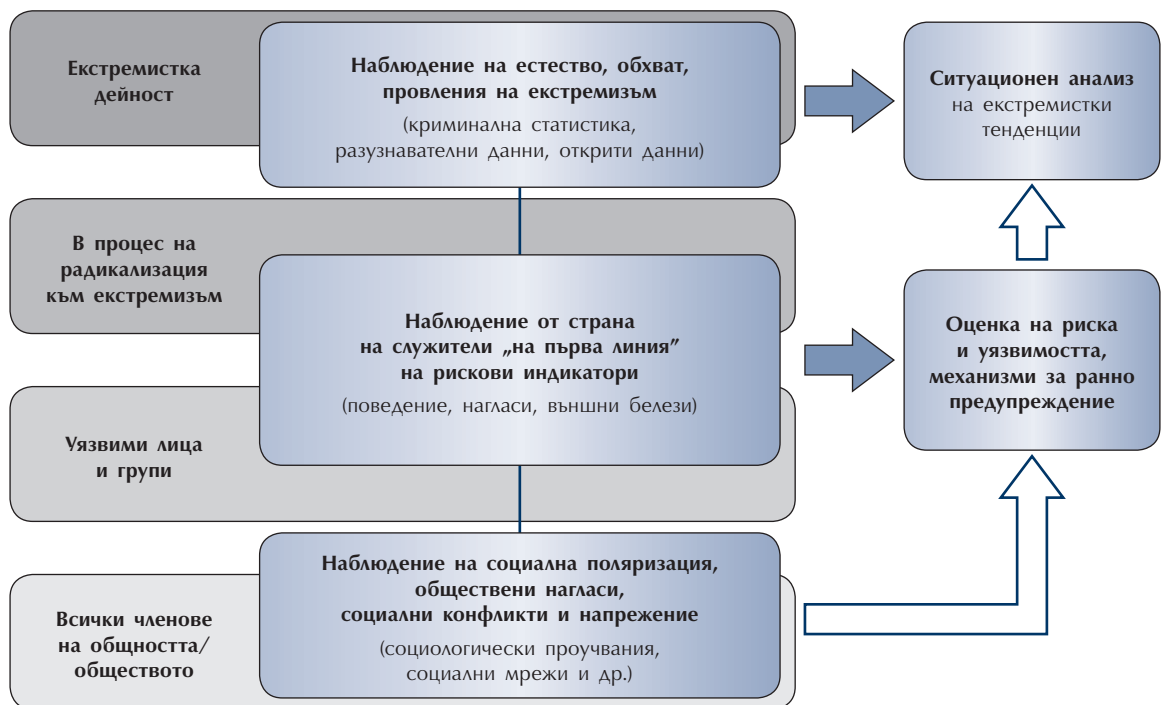 Екстремистка
дейност
Наблюдение на естество, обхват,
провления на екстремизъм
(криминална статистика,
разузнавателни данни, открити данни)
Ситуационен анализ
на екстремистки
тенденции
В процес на
радикализация
към екстремизъм
Наблюдение от страна
на служители „на първа линия”
на рискови индикатори
(поведение, нагласи, външни белези)
Оценка на риска
и уязвимостта,
механизми за ранно
предупреждение
Уязвими лица
и групи
Всички членове
на общността/
обществото
Наблюдение на социална поляризация,
обществени нагласи,
социални конфликти и напрежение
(социологически проучвания,
социални мрежи и др.)